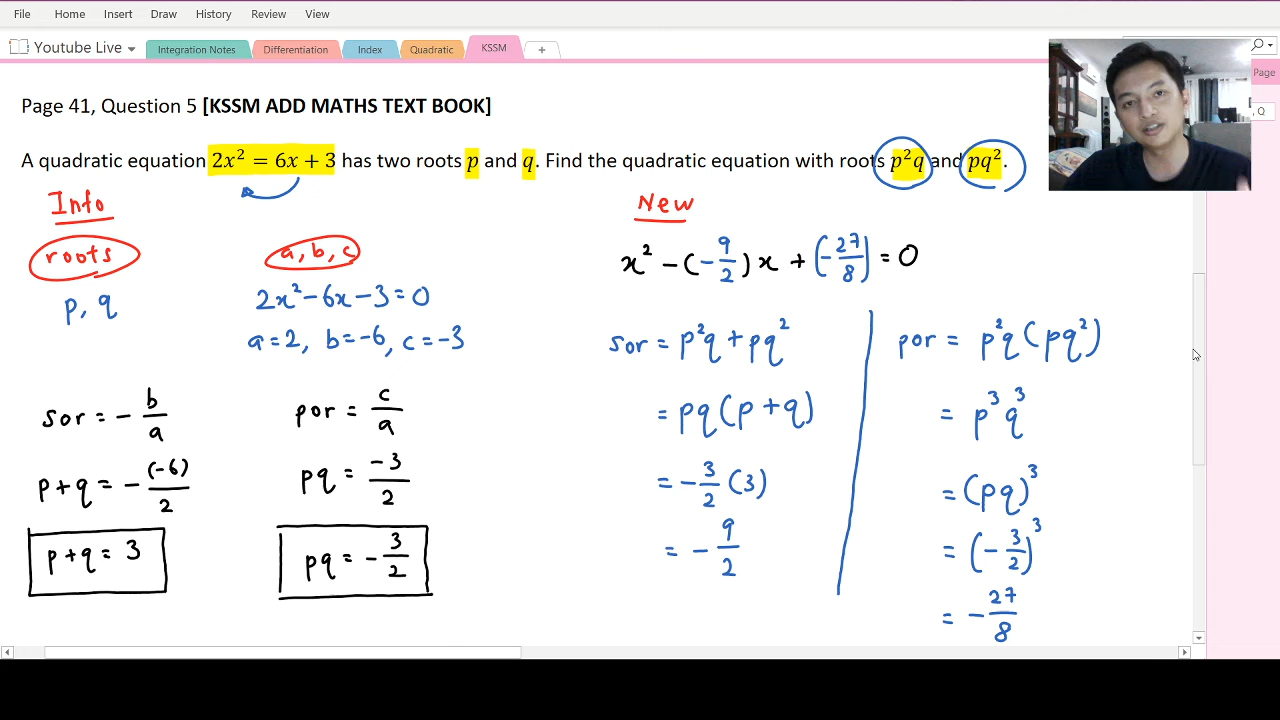 File Home Insert Draw History Review View
Youtube Live Integration Notes Differentiation Index Quadratic KSSM +
Page
Page 41, Question 5 [KSSM ADD MATHS TEXT BOOK]
Q
A quadratic equation 2x² = 6x + 3 has two roots p and q. Find the quadratic equation with roots p²q and pq².
Info
New
roots
a, b, c
x² - (-9/2)x + (-27/8) = 0
p, q
2x² - 6x - 3 = 0
a = 2, b = -6, c = -3
sor = p²q + pq²
por = p²q(pq²)
sor = - b/a
por = c/a
= pq(p + q)
= p³q³
p + q = - (-6)/2
pq = -3/2
= - 3/2 (3)
= (pq)³
p + q = 3
pq = - 3/2
= - 9/2
= (- 3/2)³
= - 27/8